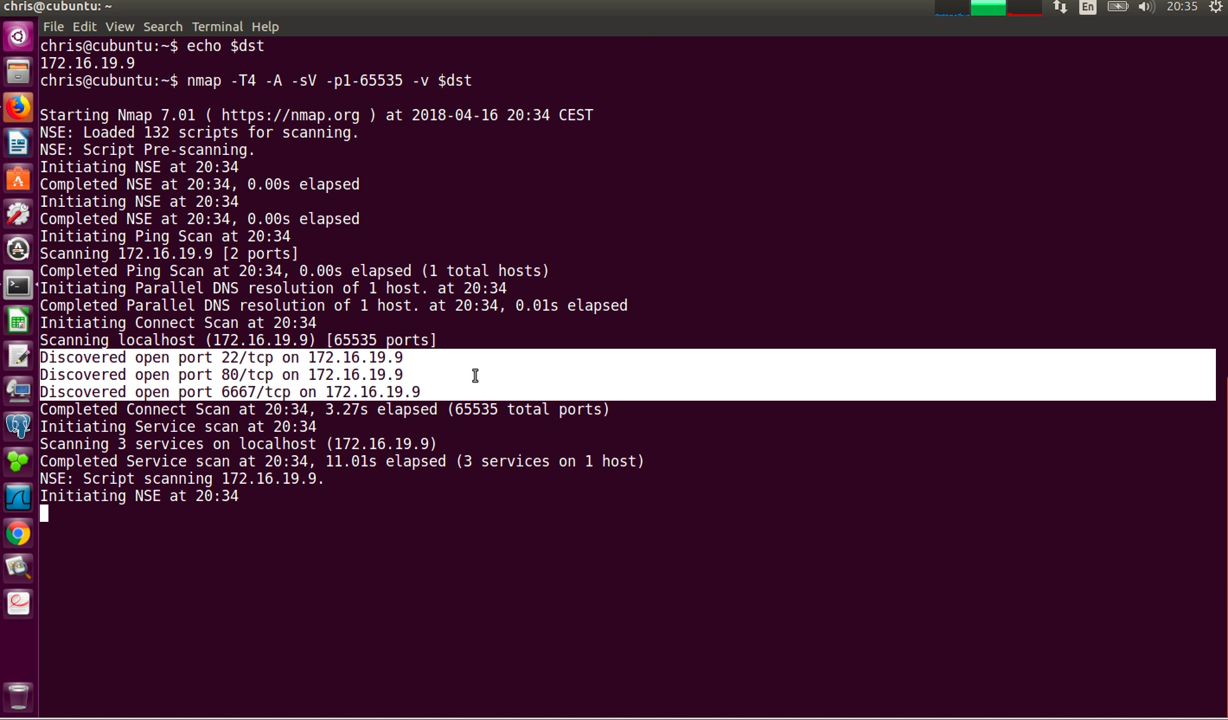 chris@cubuntu: ~
En
20:35
File Edit View Search Terminal Help
chris@cubuntu:~$ echo $dst
172.16.19.9
chris@cubuntu:~$ nmap -T4 -A -sV -p1-65535 -v $dst
Starting Nmap 7.01 ( https://nmap.org ) at 2018-04-16 20:34 CEST
NSE: Loaded 132 scripts for scanning.
NSE: Script Pre-scanning.
Initiating NSE at 20:34
Completed NSE at 20:34, 0.00s elapsed
Initiating NSE at 20:34
Completed NSE at 20:34, 0.00s elapsed
Initiating Ping Scan at 20:34
Scanning 172.16.19.9 [2 ports]
Completed Ping Scan at 20:34, 0.00s elapsed (1 total hosts)
Initiating Parallel DNS resolution of 1 host. at 20:34
Completed Parallel DNS resolution of 1 host. at 20:34, 0.01s elapsed
Initiating Connect Scan at 20:34
Scanning localhost (172.16.19.9) [65535 ports]
Discovered open port 22/tcp on 172.16.19.9
Discovered open port 80/tcp on 172.16.19.9
Discovered open port 6667/tcp on 172.16.19.9
Completed Connect Scan at 20:34, 3.27s elapsed (65535 total ports)
Initiating Service scan at 20:34
Scanning 3 services on localhost (172.16.19.9)
Completed Service scan at 20:34, 11.01s elapsed (3 services on 1 host)
NSE: Script scanning 172.16.19.9.
Initiating NSE at 20:34